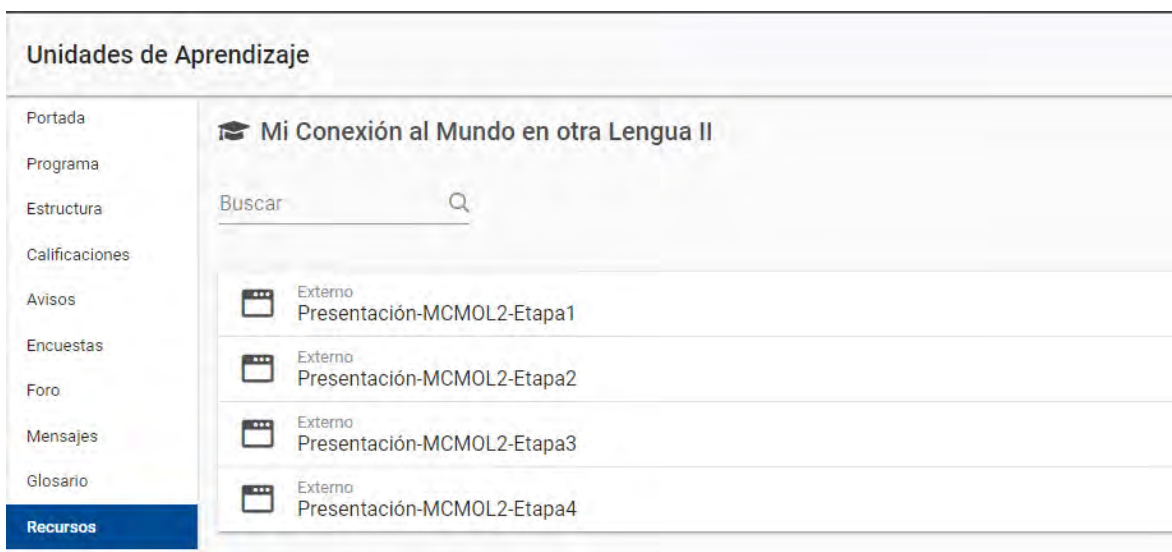 Unidades de Aprendizaje
Portada
Programa
Estructura
Calificaciones
Avisos
Encuestas
Foro
Mensajes
Glosario
Recursos
Mi Conexión al Mundo en otra Lengua II
Buscar
Externo
Presentación-MCMOL2-Etapa1
Externo
Presentación-MCMOL2-Etapa2
Externo
Presentación-MCMOL2-Etapa3
Externo
Presentación-MCMOL2-Etapa4